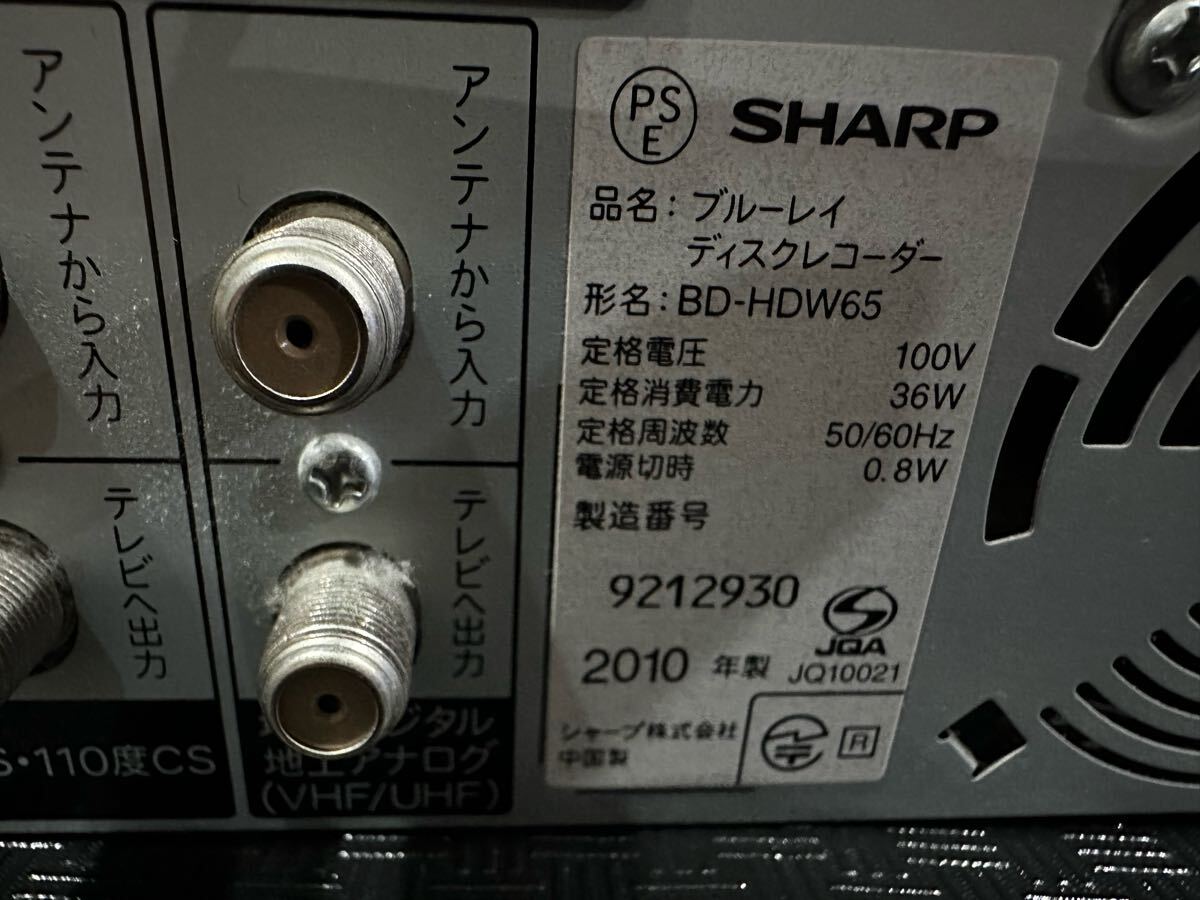 アンテナから入力
テレビへ出力
110度CS
アンテナから入力
テレビへ出力
ジタル
地上アナログ
(VHF/UHF)
PS
E
SHARP
品名：ブルーレイ
ディスクレコーダー
形名：BD-HDW65
定格電圧 100V
定格消費電力 36W
定格周波数 50/60Hz
電源切時 0.8W
製造番号
9212930
2010 年製
JQA
JQ10021
シャープ株式会社
中国製
R